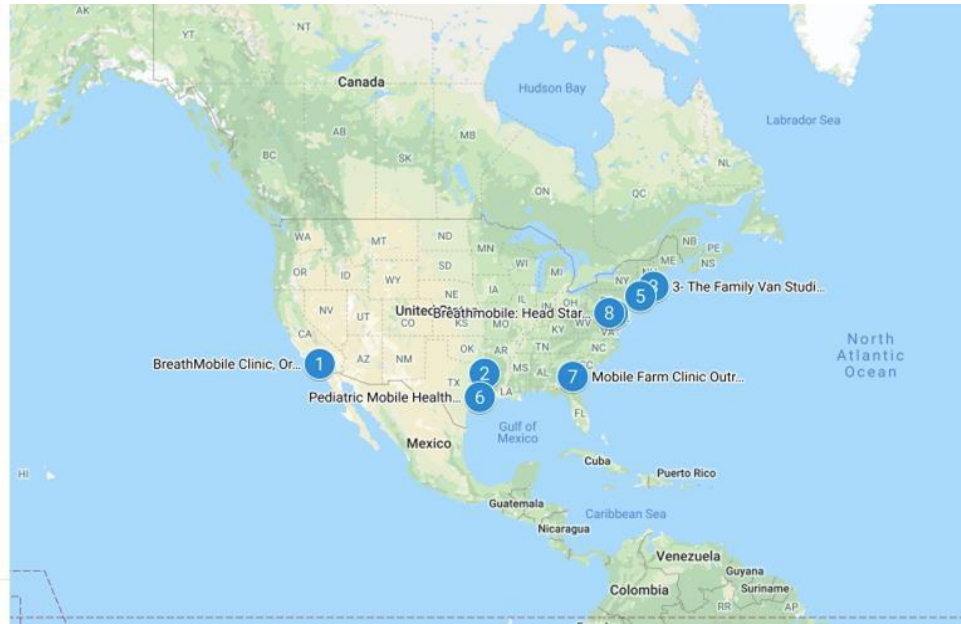 AK
YT
NT
Canada
Hudson Bay
Labrador Sea
AB
MB
BC
SK
NL
ON
QC
WA
MT
ND
MN
NB
PE
ME
NS
OR
ID
SD
WI
MI
NY
WY
IA
3
3- The Family Van Studi...
5
NE
IL
IN
OH
NV
UT
CO
United
Breathmobile: Head Star...
8
KS
MO
KY
WV
VA
CA
North
Atlantic
Ocean
AZ
NM
OK
AR
TN
NC
BreathMobile Clinic, Or...
1
MS
AL
2
7
Mobile Farm Clinic Outr...
TX
LA
Pediatric Mobile Health...
6
FL
Gulf of
Mexico
Mexico
HI
Cuba
Puerto Rico
Guatemala
Caribbean Sea
Nicaragua
Venezuela
Guyana
Colombia
Suriname
RR
AP